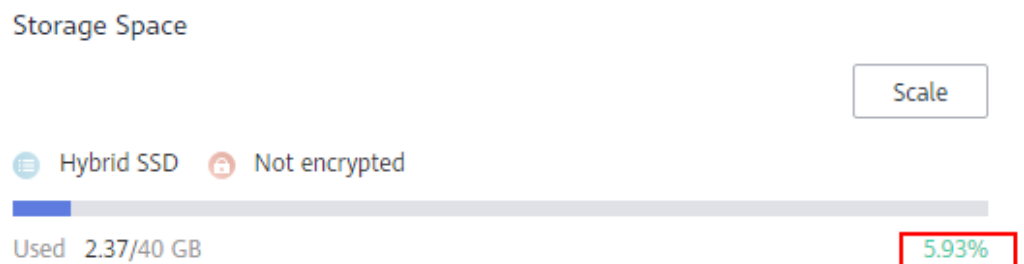 Storage Space
Scale
Hybrid SSD Not encrypted
Used 2.37/40 GB 5.93%